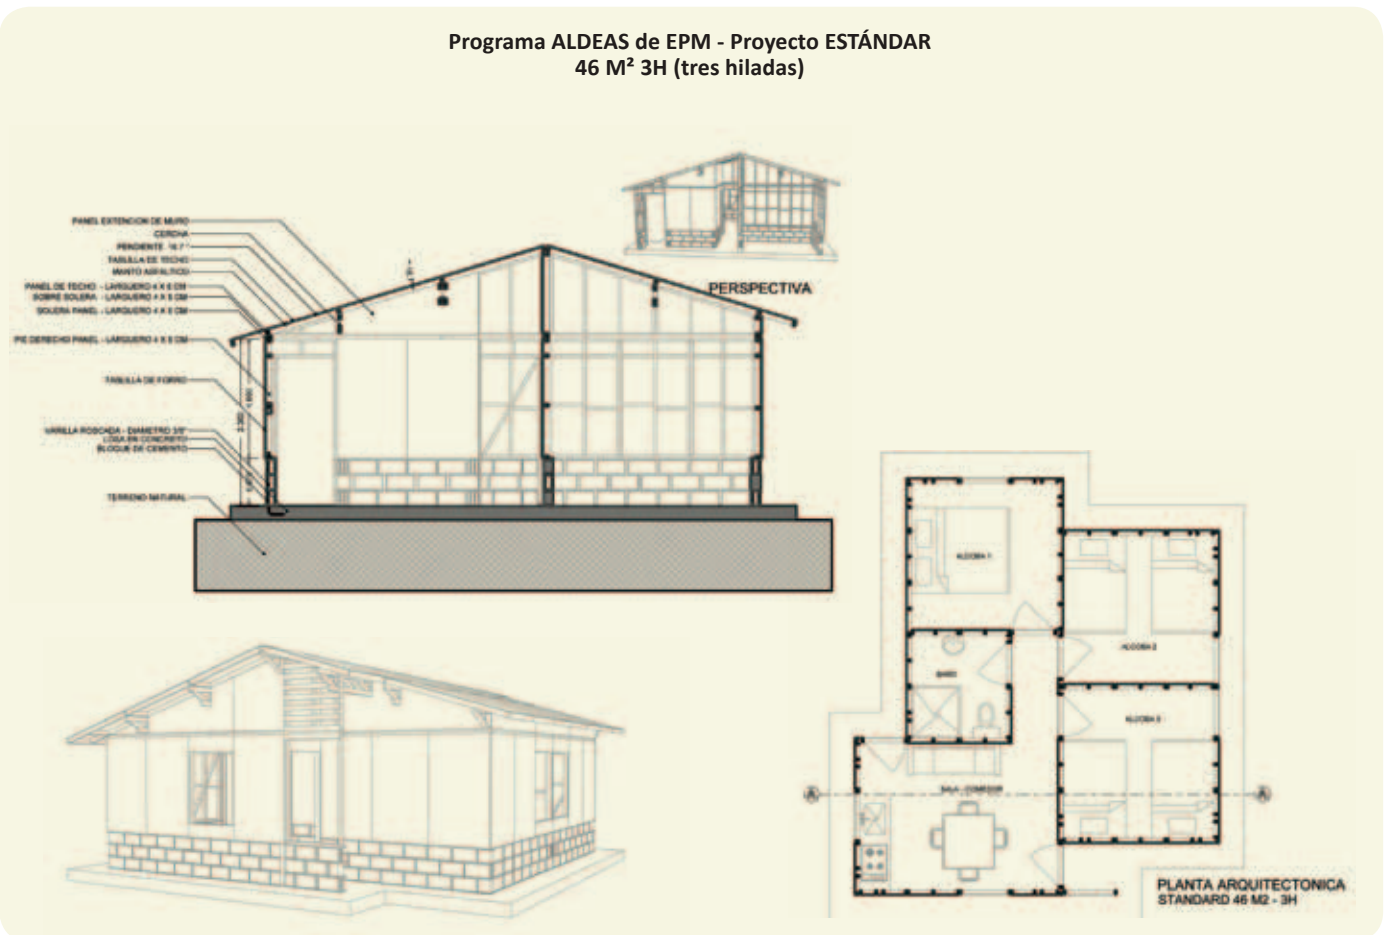 Programa ALDEAS de EPM - Proyecto ESTÁNDAR
46 M² 3H (tres hiladas)
PANEL EXTENCION DE MURO
CERCHA
PENDIENTE
TABLILLA DE TECHO
MANTO ASFALTICO
PANEL DE TECHO - LARGUERO 4 X 8 CM
SOBRE SOLERA - LARGUERO 4 X 8 CM
SOLERA PANEL - LARGUERO 4 X 8 CM
PIE DERECHO PANEL - LARGUERO 4 X 8 CM
TABLILLA DE FORRO
VARILLA ROSCADA - DIAMETRO 3/8"
LOSA EN CONCRETO
BLOQUE DE CEMENTO
TERRENO NATURAL
PERSPECTIVA
ALCOBA 1
ALCOBA 2
BAÑO
ALCOBA 3
SALA - COMEDOR
A
A
PLANTA ARQUITECTONICA
STANDARD 46 M2 - 3H